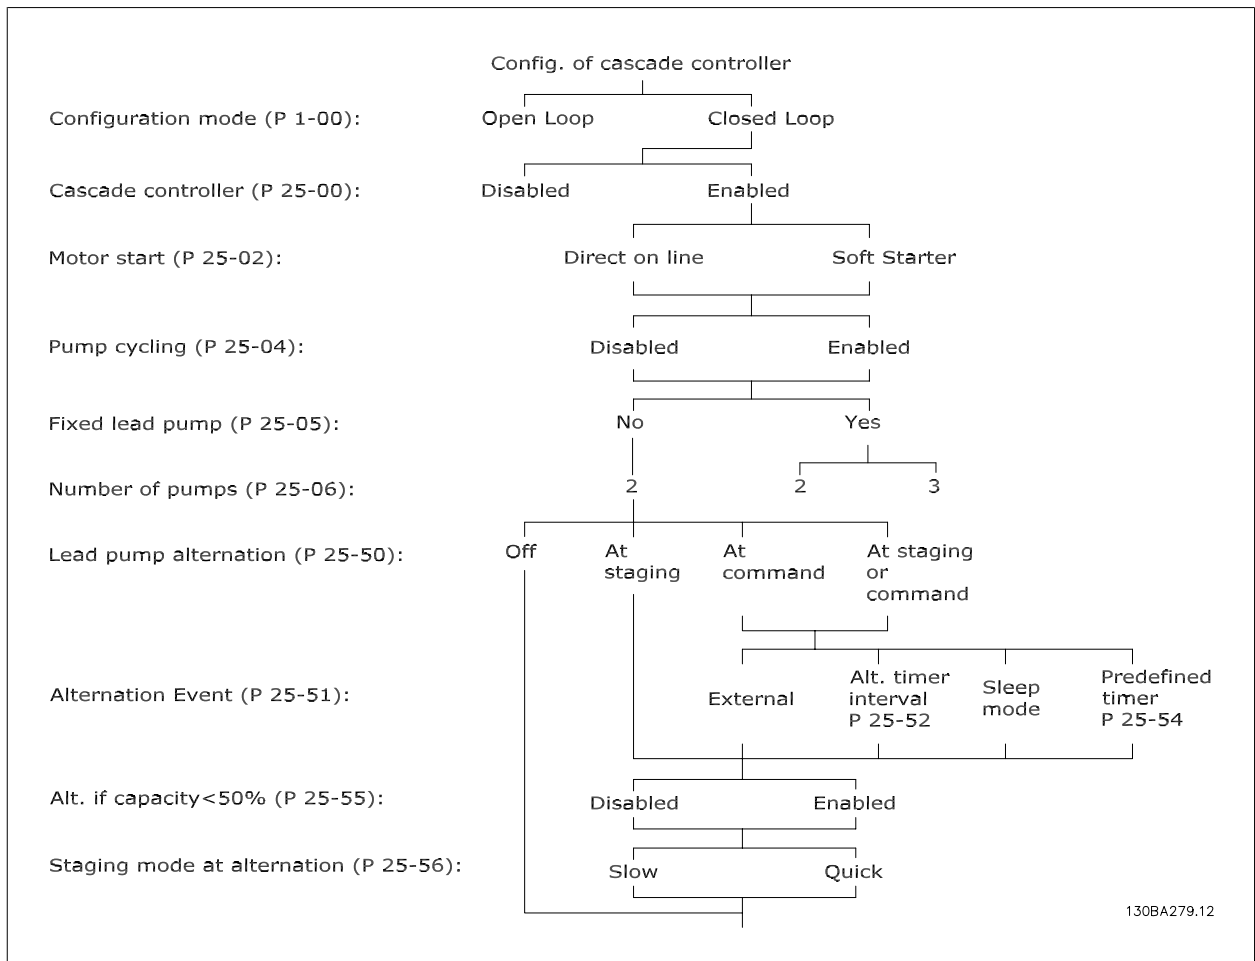 Config. of cascade controller
Configuration mode (P 1-00):
Open Loop
Closed Loop
Cascade controller (P 25-00):
Disabled
Enabled
Motor start (P 25-02):
Direct on line
Soft Starter
Pump cycling (P 25-04):
Disabled
Enabled
Fixed lead pump (P 25-05):
No
Yes
Number of pumps (P 25-06):
2
2
3
Lead pump alternation (P 25-50):
Off
At
staging
At
command
At staging
or
command
Alternation Event (P 25-51):
External
Alt. timer
interval
P 25-52
Sleep
mode
Predefined
timer
P 25-54
Alt. if capacity<50% (P 25-55):
Disabled
Enabled
Staging mode at alternation (P 25-56):
Slow
Quick
130BA279.12